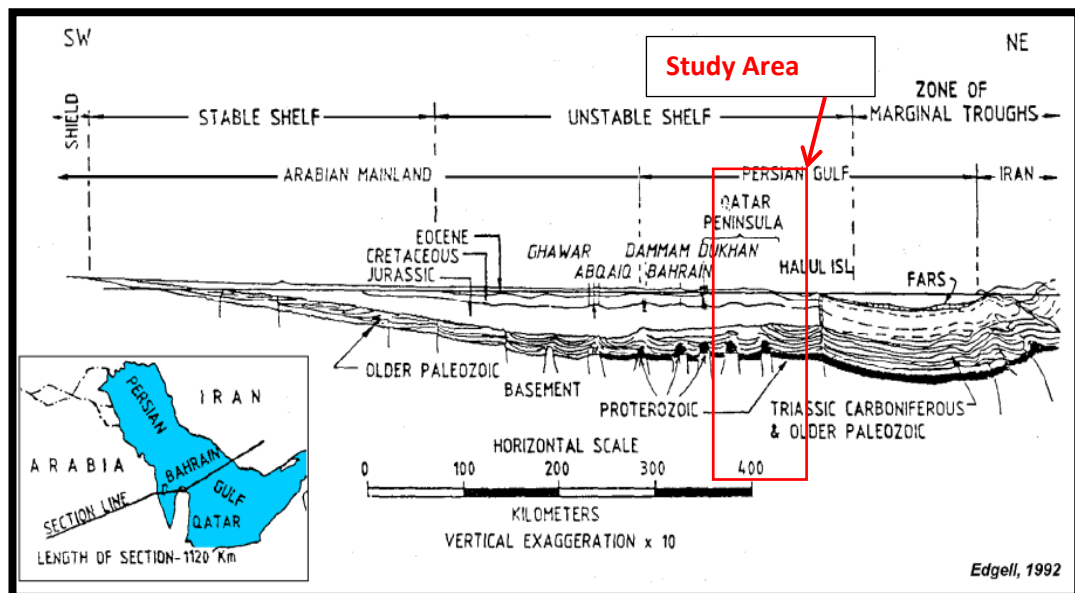 SW
NE
Study Area
ZONE OF
MARGINAL TROUGHS
SHIELD
STABLE SHELF
UNSTABLE SHELF
ARABIAN MAINLAND
PERSIAN GULF
IRAN
QATAR
PENINSULA
EOCENE
CRETACEOUS
JURASSIC
GHAWAR
ABQAIQ
DAMMAM
BAHRAIN
DUKHAN
HALUL ISL
FARS
OLDER PALEOZOIC
BASEMENT
PROTEROZOIC
TRIASSIC CARBONIFEROUS
& OLDER PALEOZOIC
HORIZONTAL SCALE
0 100 200 300 400
KILOMETERS
VERTICAL EXAGGERATION x 10
PERSIAN
GULF
IRAN
ARABIA
BAHRAIN
QATAR
SECTION LINE
LENGTH OF SECTION-1120 Km
Edgell, 1992